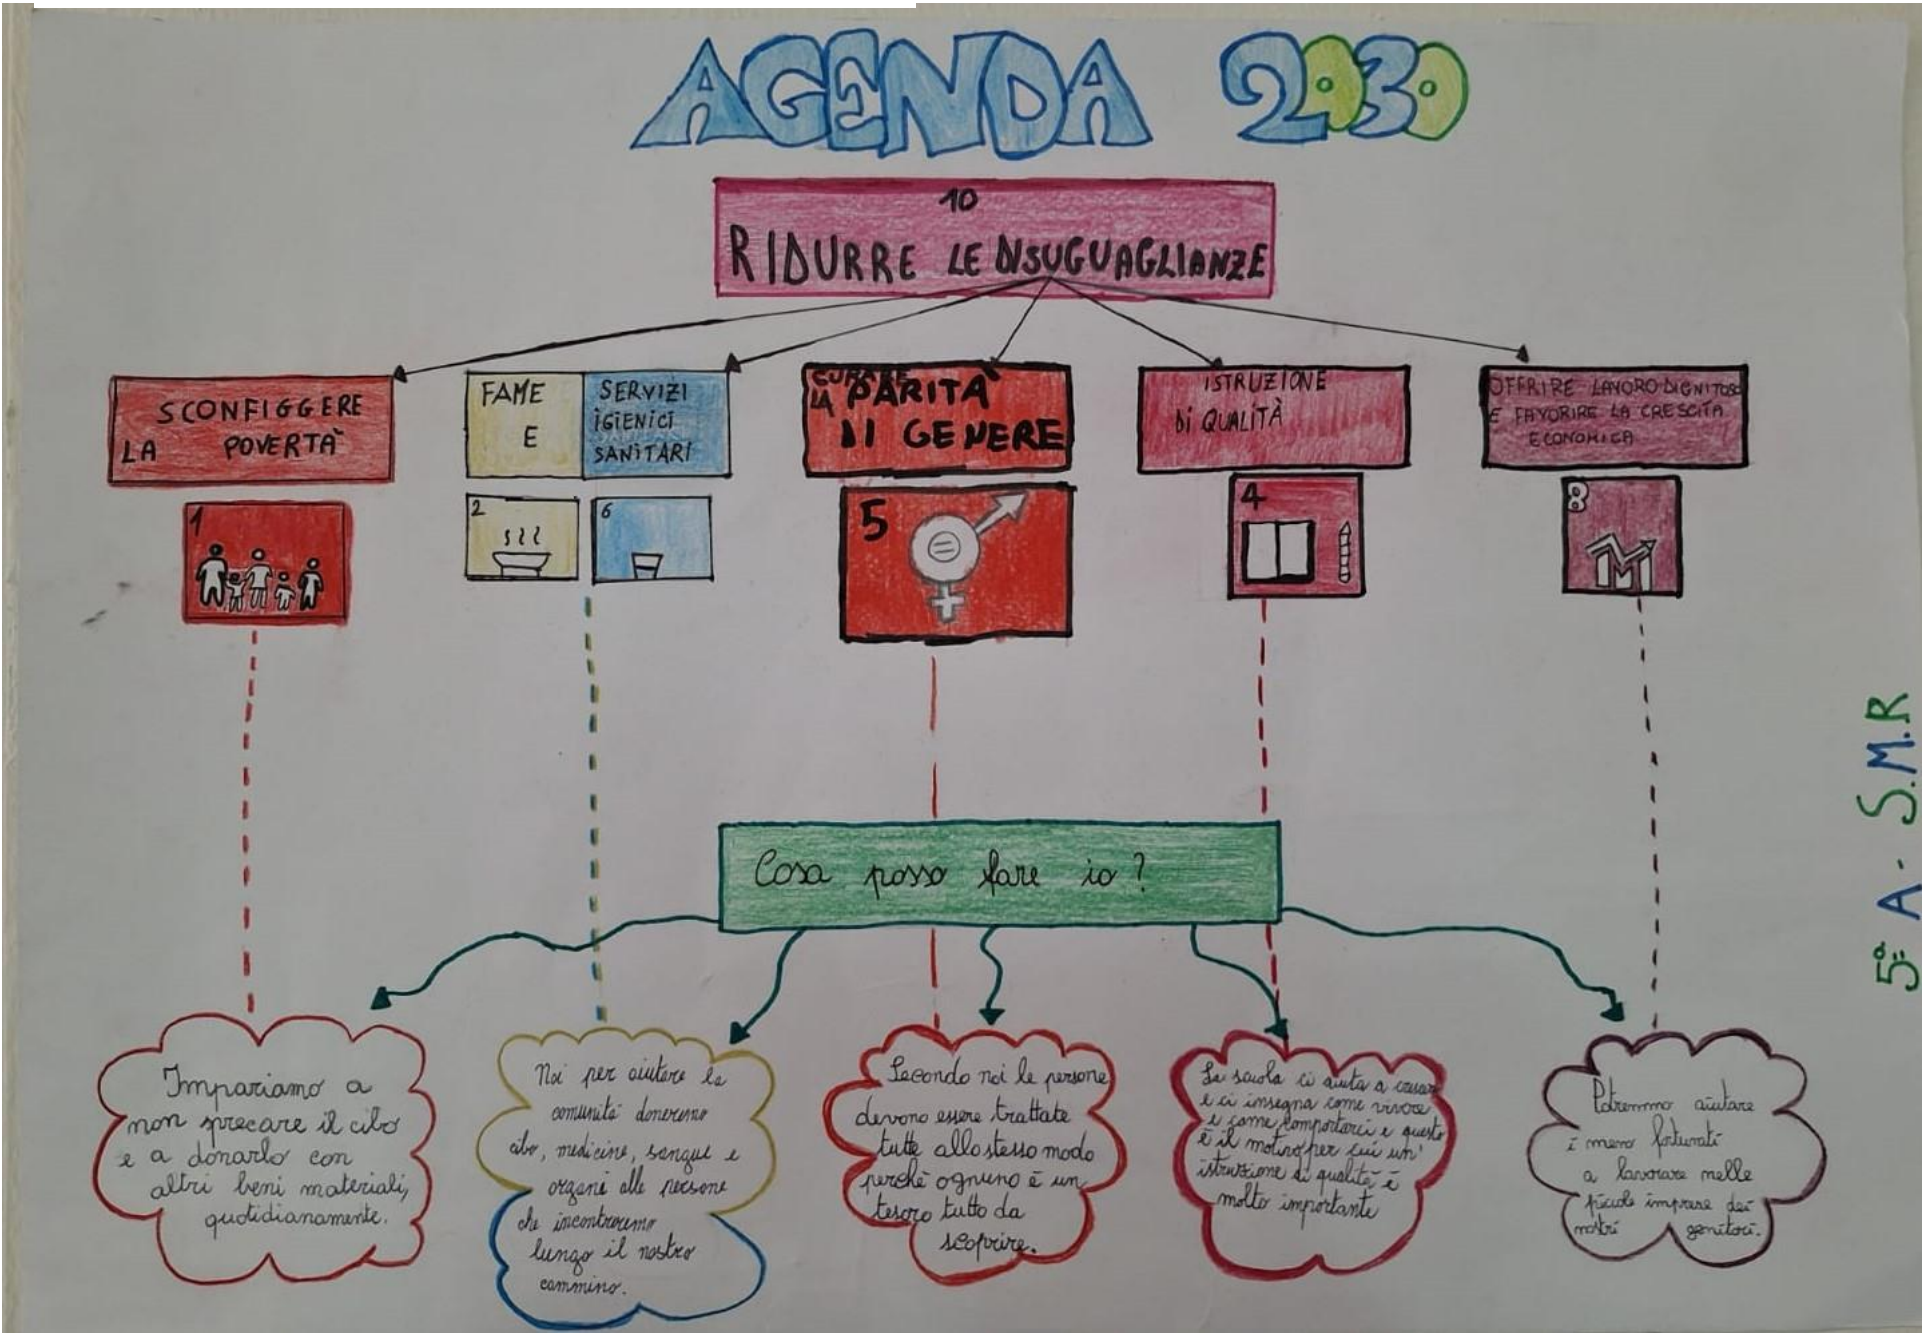 AGENDA 2030
10
RIDURRE LE DISUGUAGLIANZE
SCONFIGGERE
LA POVERTÀ
1
FAME
E
SERVIZI
IGIENICI
SANITARI
2
6
CURARE
LA PARITÀ
DI GENERE
5
ISTRUZIONE
Di QUALITÀ
4
OFFRIRE LAVORO DIGNITOSO
E FAVORIRE LA CRESCITA
ECONOMICA
8
Cosa posso fare io?
Impariamo a
non sprecare il cibo
e a donarlo con
altri beni materiali,
quotidianamente.
Noi per aiutare la
comunità doneremo
cibo, medicine, sangue e
organi alle persone
che incontreremo
lungo il nostro
cammino.
Secondo noi le persone
devono essere trattate
tutte allo stesso modo
perchè ognuno è un
tesoro tutto da
scoprire.
La scuola ci aiuta a crescere
e ci insegna come vivere
e come comportarci e questo
è il motivo per cui un'
istruzione di qualità è
molto importante
Potremmo aiutare
i meno fortunati
a lavorare nelle
piccole imprese dei
nostri genitori.
5ª A - S.M.R